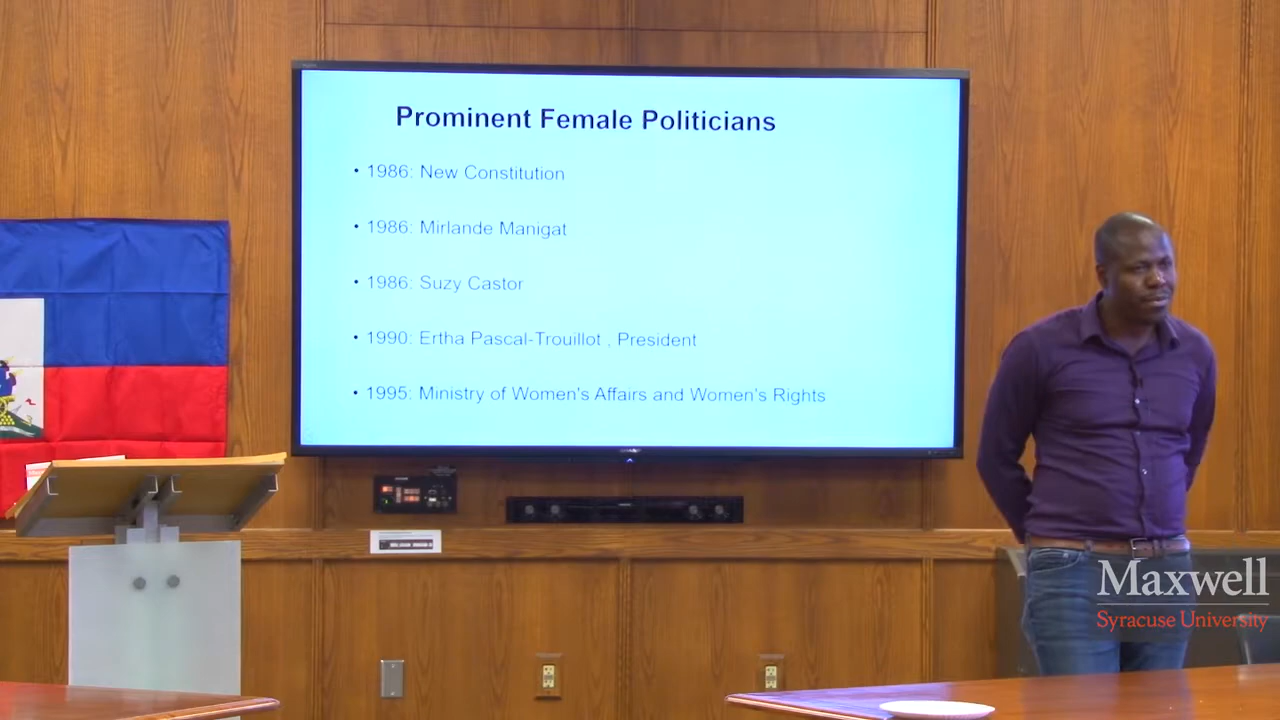 Prominent Female Politicians
• 1986: New Constitution
• 1986: Mirlande Manigat
• 1986: Suzy Castor
• 1990: Ertha Pascal-Trouillot , President
• 1995: Ministry of Women's Affairs and Women's Rights
Maxwell
Syracuse University